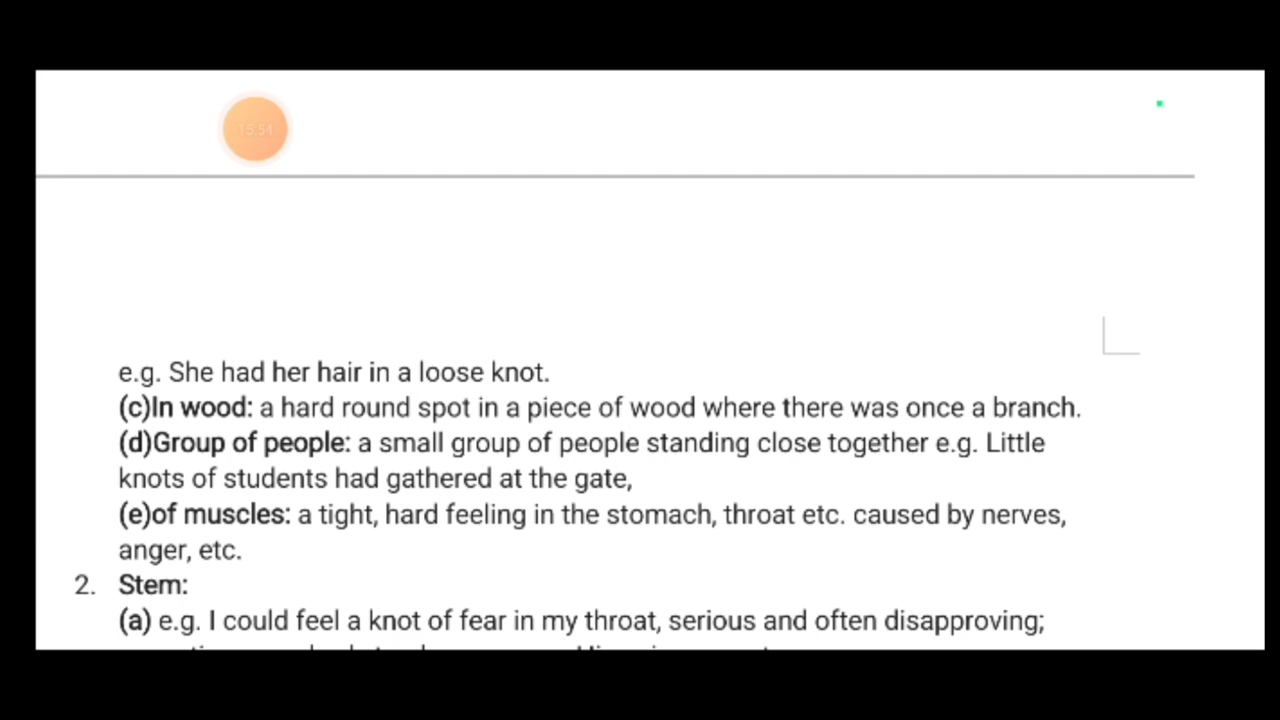 15:54
e.g. She had her hair in a loose knot.
(c)In wood: a hard round spot in a piece of wood where there was once a branch.
(d)Group of people: a small group of people standing close together e.g. Little
knots of students had gathered at the gate,
(e)of muscles: a tight, hard feeling in the stomach, throat etc. caused by nerves,
anger, etc.
2. Stem:
(a) e.g. I could feel a knot of fear in my throat, serious and often disapproving;